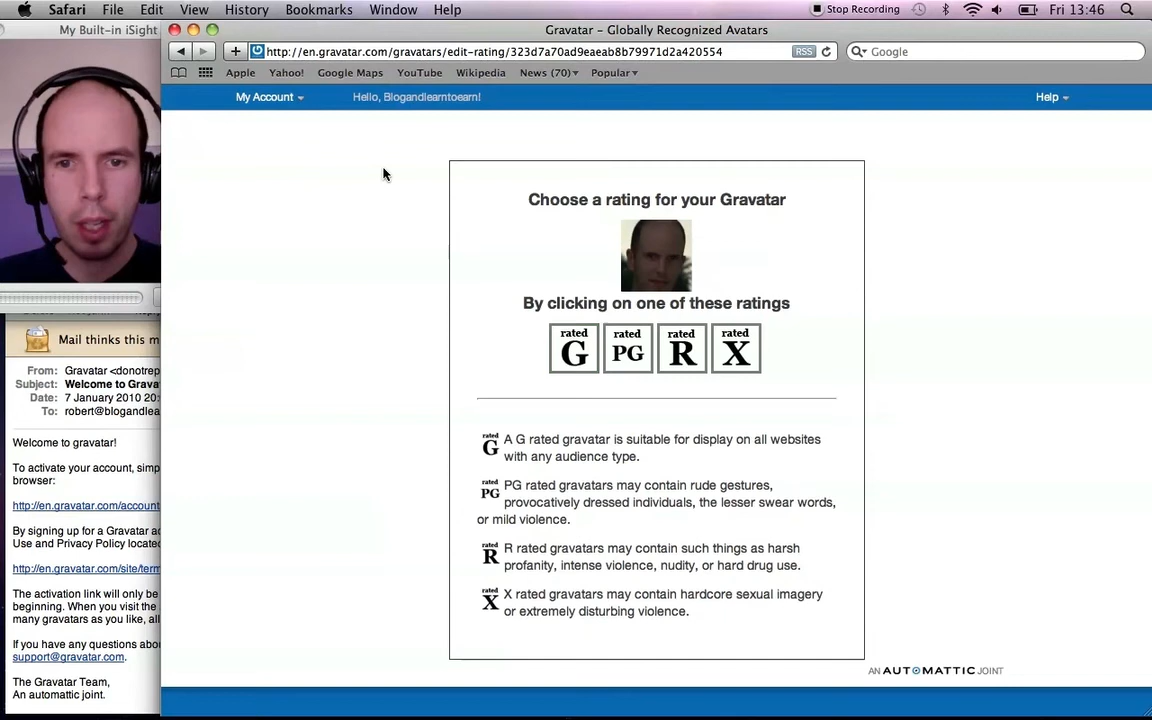 Safari File Edit View History Bookmarks Window Help
Stop Recording
Fri 13:46
My Built-in iSight
Gravatar – Globally Recognized Avatars
http://en.gravatar.com/gravatars/edit-rating/323d7a70ad9eaeab8b79971d2a420554
RSS
Google
Apple Yahoo! Google Maps YouTube Wikipedia News (70) Popular
My Account
Hello, Blogandlearntoearn!
Help
Choose a rating for your Gravatar
By clicking on one of these ratings
rated G
rated PG
rated R
rated X
rated G
A G rated gravatar is suitable for display on all websites
with any audience type.
rated PG
PG rated gravatars may contain rude gestures,
provocatively dressed individuals, the lesser swear words,
or mild violence.
rated R
R rated gravatars may contain such things as harsh
profanity, intense violence, nudity, or hard drug use.
rated X
X rated gravatars may contain hardcore sexual imagery
or extremely disturbing violence.
AN AUTOMATTIC JOINT
Mail thinks this m
From: Gravatar <donotrep
Subject: Welcome to Grava
Date: 7 January 2010 20:
To: robert@blogandlea
Welcome to gravatar!
To activate your account, simp
browser:
http://en.gravatar.com/account
By signing up for a Gravatar ac
Use and Privacy Policy locate
http://en.gravatar.com/site/term
The activation link will only be
beginning. When you visit the
many gravatars as you like, all
If you have any questions abou
support@gravatar.com.
The Gravatar Team,
An automattic joint.